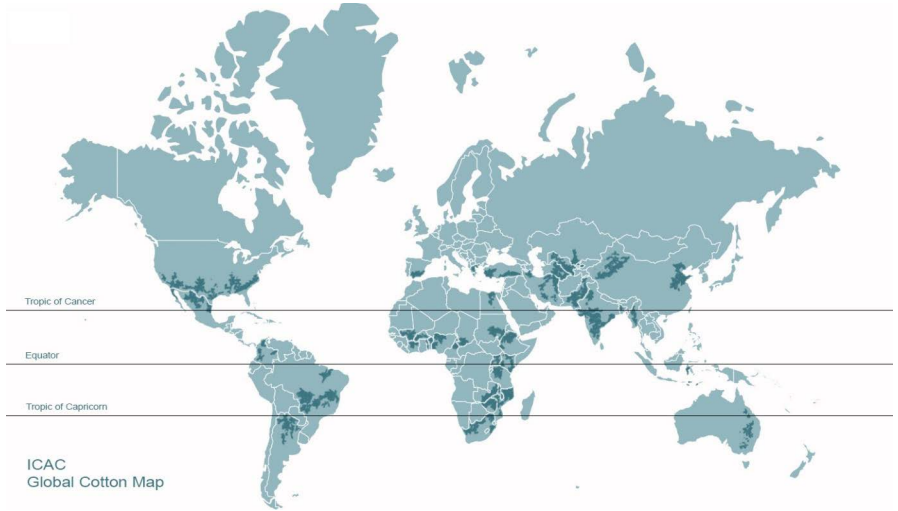 Tropic of Cancer
Equator
Tropic of Capricorn
ICAC
Global Cotton Map